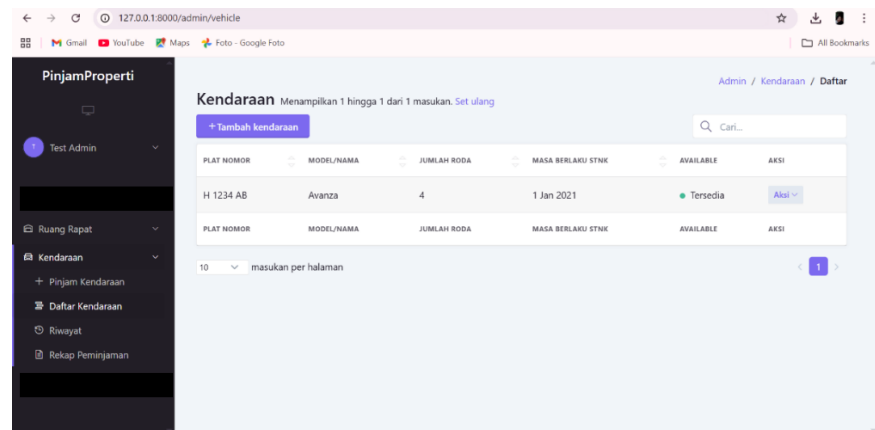 127.0.0.1:8000/admin/vehicle
Gmail YouTube Maps Foto - Google Foto All Bookmarks
PinjamProperti
Admin / Kendaraan / Daftar
Kendaraan Menampilkan 1 hingga 1 dari 1 masukan. Set ulang
+ Tambah kendaraan Cari...
1 Test Admin
PLAT NOMOR MODEL/NAMA JUMLAH RODA MASA BERLAKU STNK AVAILABLE AKSI
H 1234 AB Avanza 4 1 Jan 2021 Tersedia Aksi
PLAT NOMOR MODEL/NAMA JUMLAH RODA MASA BERLAKU STNK AVAILABLE AKSI
10 masukan per halaman < 1 >
Ruang Rapat
Kendaraan
+ Pinjam Kendaraan
Daftar Kendaraan
Riwayat
Rekap Peminjaman